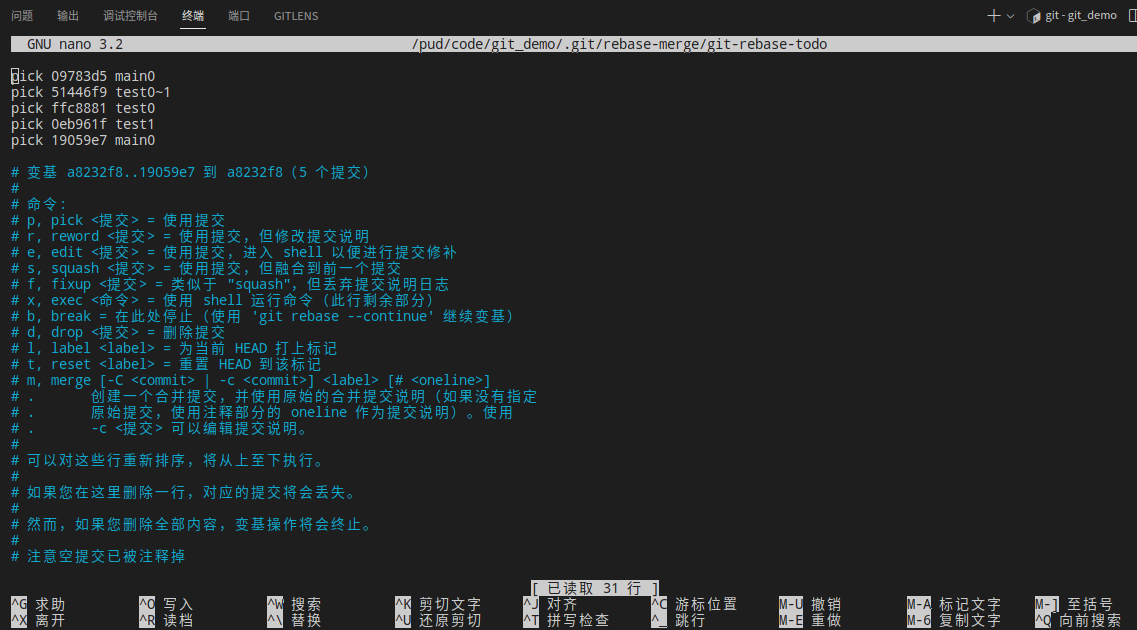 问题 输出 调试控制台 终端 端口 GITLENS git - git_demo
GNU nano 3.2 /pud/code/git_demo/.git/rebase-merge/git-rebase-todo
pick 09783d5 main0
pick 51446f9 test0~1
pick ffc8881 test0
pick 0eb961f test1
pick 19059e7 main0
# 变基 a8232f8..19059e7 到 a8232f8（5 个提交）
#
# 命令:
# p, pick <提交> = 使用提交
# r, reword <提交> = 使用提交，但修改提交说明
# e, edit <提交> = 使用提交，进入 shell 以便进行提交修补
# s, squash <提交> = 使用提交，但融合到前一个提交
# f, fixup <提交> = 类似于 "squash"，但丢弃提交说明日志
# x, exec <命令> = 使用 shell 运行命令（此行剩余部分）
# b, break = 在此处停止（使用 'git rebase --continue' 继续变基）
# d, drop <提交> = 删除提交
# l, label <label> = 为当前 HEAD 打上标记
# t, reset <label> = 重置 HEAD 到该标记
# m, merge [-C <commit> | -c <commit>] <label> [# <oneline>]
# . 创建一个合并提交，并使用原始的合并提交说明（如果没有指定
# . 原始提交，使用注释部分的 oneline 作为提交说明）。使用
# . -c <提交> 可以编辑提交说明。
#
# 可以对这些行重新排序，将从上至下执行。
#
# 如果您在这里删除一行，对应的提交将会丢失。
#
# 然而，如果您删除全部内容，变基操作将会终止。
#
# 注意空提交已被注释掉
[ 已读取 31 行 ]
^G 求助 ^O 写入 ^W 搜索 ^K 剪切文字 ^J 对齐 ^C 游标位置 M-U 撤销 M-A 标记文字 M-] 至括号
^X 离开 ^R 读档 ^\ 替换 ^U 还原剪切 ^T 拼写检查 ^_ 跳行 M-E 重做 M-6 复制文字 ^Q 向前搜索